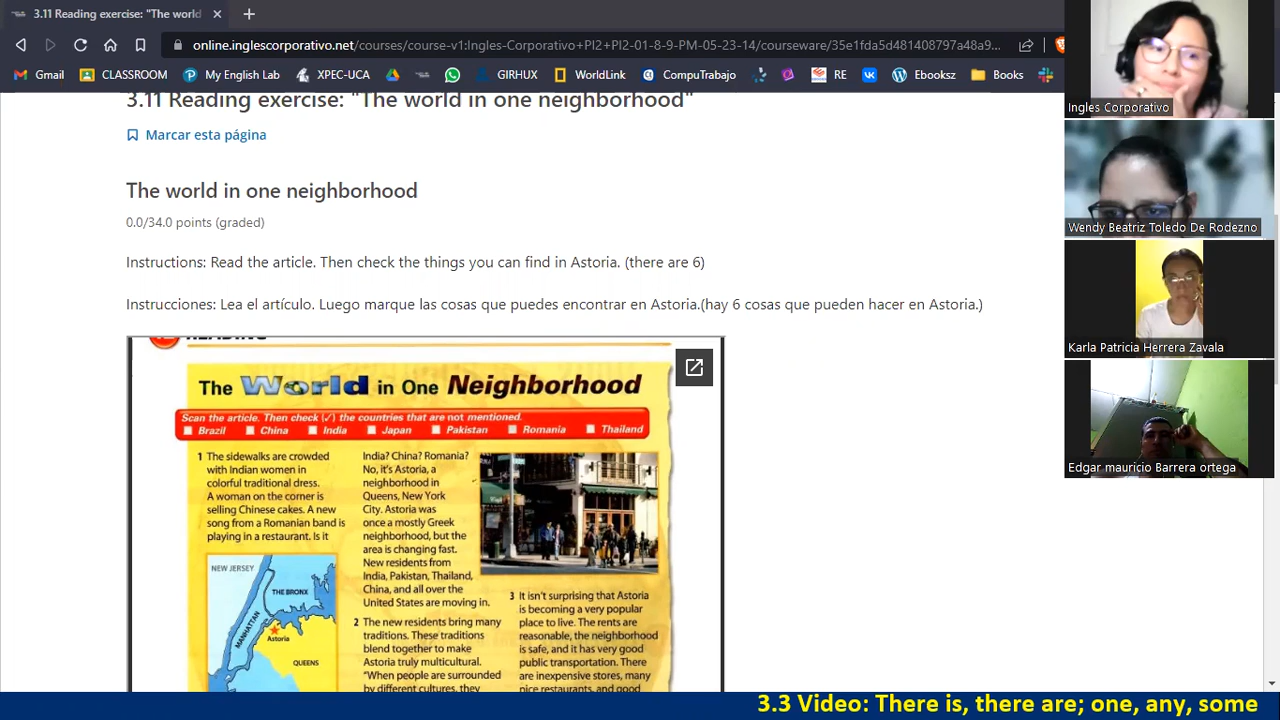 3.11 Reading exercise: "The world
online.inglescorporativo.net/courses/course-v1:Ingles-Corporativo+PI2+PI2-01-8-9-PM-05-23-14/courseware/35e1fda5d481408797a48a9...
Gmail CLASSROOM My English Lab XPEC-UCA GIRHUX WorldLink CompuTrabajo RE Ebooksz Books
3.11 Reading exercise: "The world in one neighborhood"
Marcar esta página
The world in one neighborhood
0.0/34.0 points (graded)
Instructions: Read the article. Then check the things you can find in Astoria. (there are 6)
Instrucciones: Lea el artículo. Luego marque las cosas que puedes encontrar en Astoria.(hay 6 cosas que pueden hacer en Astoria.)
The World in One Neighborhood
Scan the article. Then check (✓) the countries that are not mentioned.
Brazil China India Japan Pakistan Romania Thailand
1 The sidewalks are crowded
with Indian women in
colorful traditional dress.
A woman on the corner is
selling Chinese cakes. A new
song from a Romanian band is
playing in a restaurant. Is it
India? China? Romania?
No, it's Astoria, a
neighborhood in
Queens, New York
City. Astoria was
once a mostly Greek
neighborhood, but the
area is changing fast.
New residents from
India, Pakistan, Thailand,
China, and all over the
United States are moving in.
2 The new residents bring many
traditions. These traditions
blend together to make
Astoria truly multicultural.
"When people are surrounded
by different cultures, they
3 It isn't surprising that Astoria
is becoming a very popular
place to live. The rents are
reasonable, the neighborhood
is safe, and it has very good
public transportation. There
are inexpensive stores, many
nice restaurants, and good
NEW JERSEY
THE BRONX
MANHATTAN
Astoria
QUEENS
Ingles Corporativo
Wendy Beatriz Toledo De Rodezno
Karla Patricia Herrera Zavala
Edgar mauricio Barrera ortega
3.3 Video: There is, there are; one, any, some